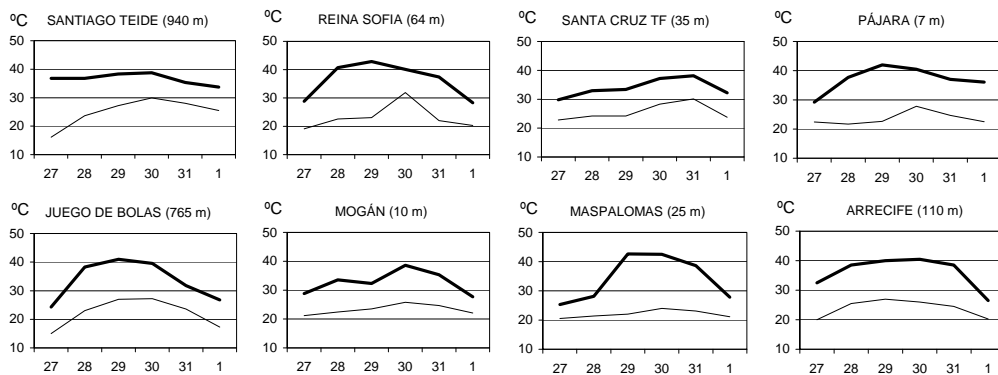 ºC SANTIAGO TEIDE (940 m)
50
40
30
20
10
27 28 29 30 31 1
ºC REINA SOFIA (64 m)
50
40
30
20
10
27 28 29 30 31 1
ºC SANTA CRUZ TF (35 m)
50
40
30
20
10
27 28 29 30 31 1
ºC PÁJARA (7 m)
50
40
30
20
10
27 28 29 30 31 1
ºC JUEGO DE BOLAS (765 m)
50
40
30
20
10
27 28 29 30 31 1
ºC MOGÁN (10 m)
50
40
30
20
10
27 28 29 30 31 1
ºC MASPALOMAS (25 m)
50
40
30
20
10
27 28 29 30 31 1
ºC ARRECIFE (110 m)
50
40
30
20
10
27 28 29 30 31 1